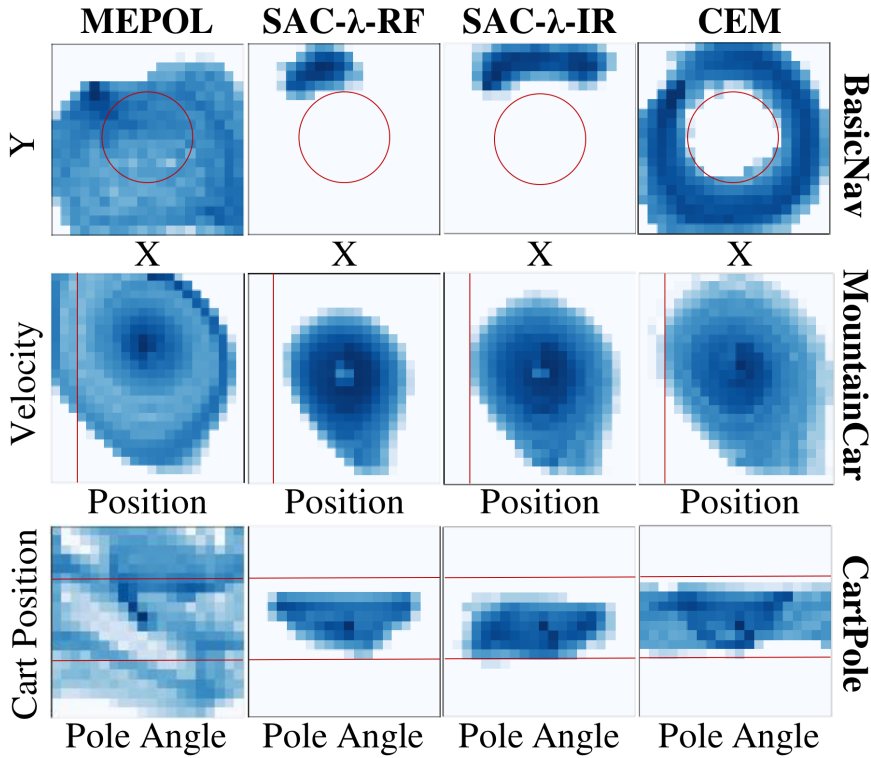 MEPOL SAC-λ-RF SAC-λ-IR CEM
Y
BasicNav
X X X X
Velocity
MountainCar
Position Position Position Position
Cart Position
CartPole
Pole Angle Pole Angle Pole Angle Pole Angle